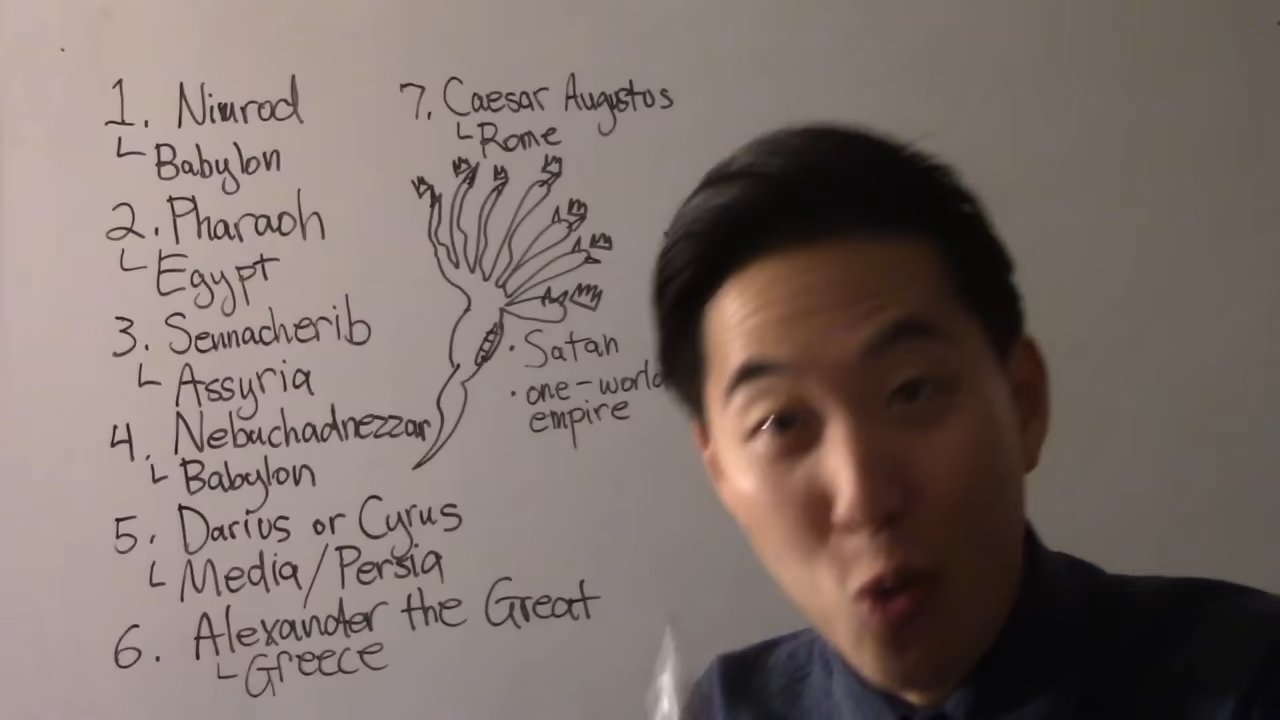 1. Nimrod
Babylon
2. Pharaoh
Egypt
3. Sennacherib
Assyria
4. Nebuchadnezzar
Babylon
5. Darius or Cyrus
Media/Persia
6. Alexander the Great
Greece
7. Caesar Augustos
Rome
• Satan
• one-world
empire